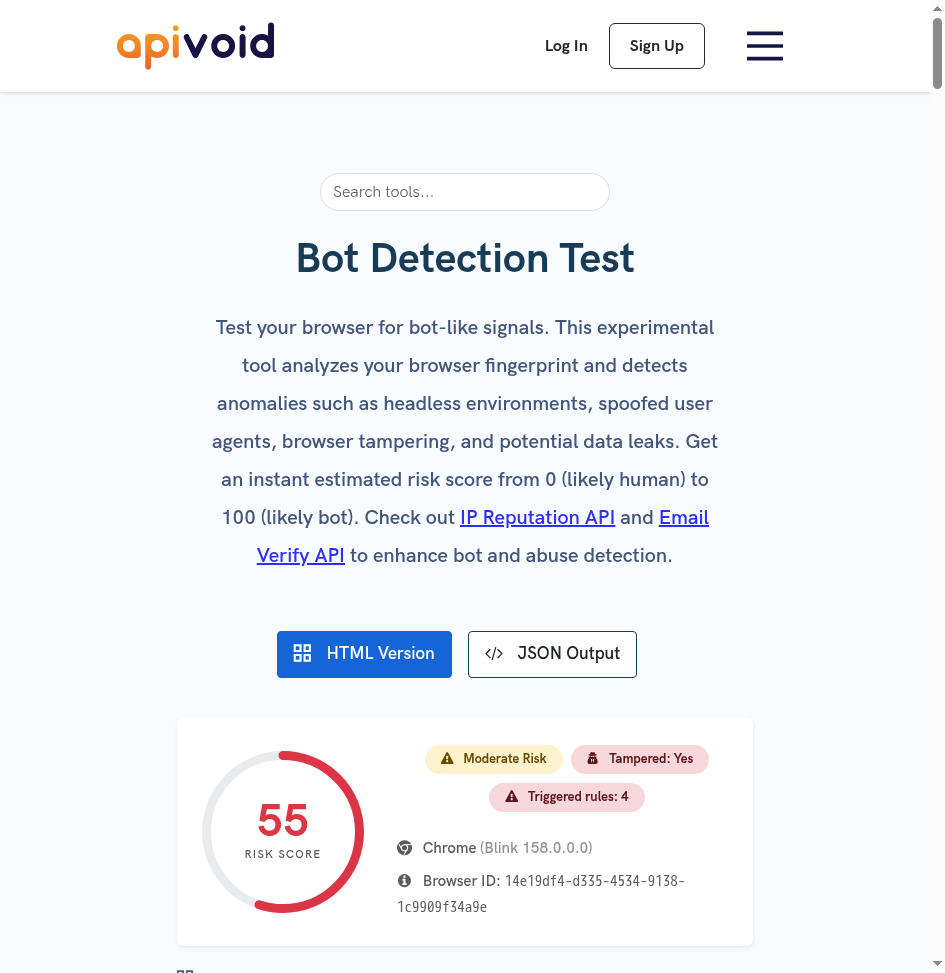 apivoid
Log In
Sign Up
Search tools...
Bot Detection Test
Test your browser for bot-like signals. This experimental
tool analyzes your browser fingerprint and detects
anomalies such as headless environments, spoofed user
agents, browser tampering, and potential data leaks. Get
an instant estimated risk score from 0 (likely human) to
100 (likely bot). Check out IP Reputation API and Email
Verify API to enhance bot and abuse detection.
HTML Version
JSON Output
55
RISK SCORE
Moderate Risk
Tampered: Yes
Triggered rules: 4
Chrome (Blink 158.0.0.0)
Browser ID: 14e19df4-d335-4534-9138-
1c9909f34a9e